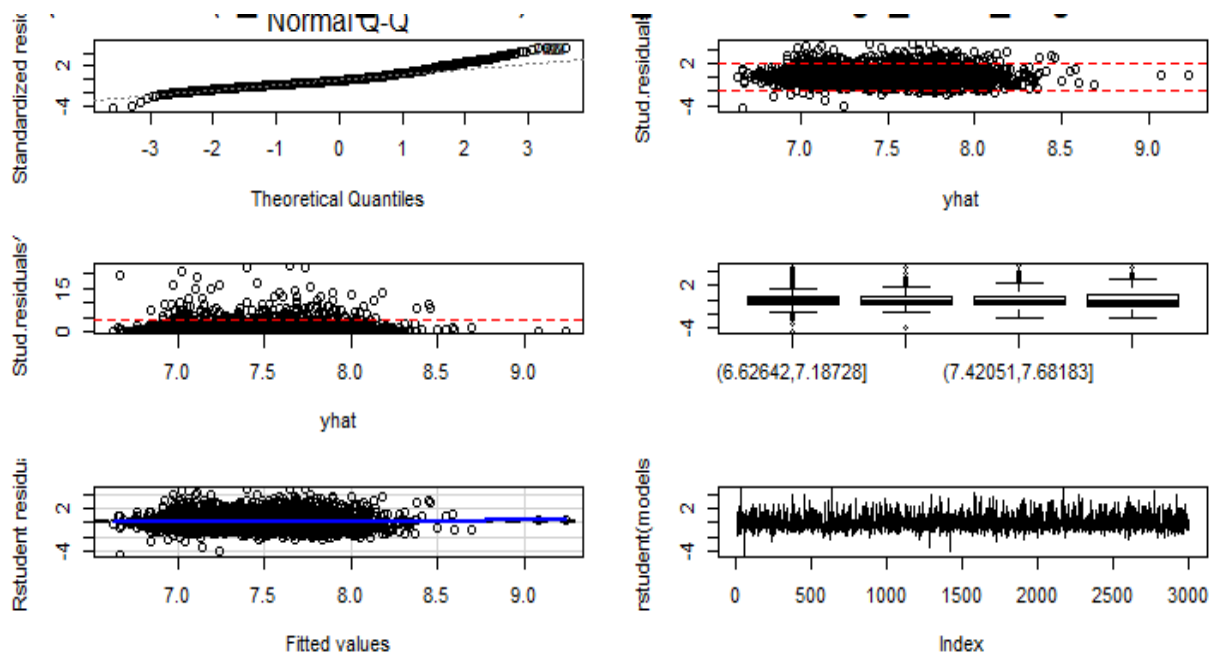 Normal Q-Q
Standardized resi
2
-4
-3 -2 -1 0 1 2 3
Theoretical Quantiles
Stud.residuals
2
-4
7.0 7.5 8.0 8.5 9.0
yhat
Stud.residuals^
15
0
7.0 7.5 8.0 8.5 9.0
yhat
2
-4
(6.62642,7.18728] (7.42051,7.68183]
Rstudent residua
2
-4
7.0 7.5 8.0 8.5 9.0
Fitted values
rstudent(models
2
-4
0 500 1000 1500 2000 2500 3000
Index